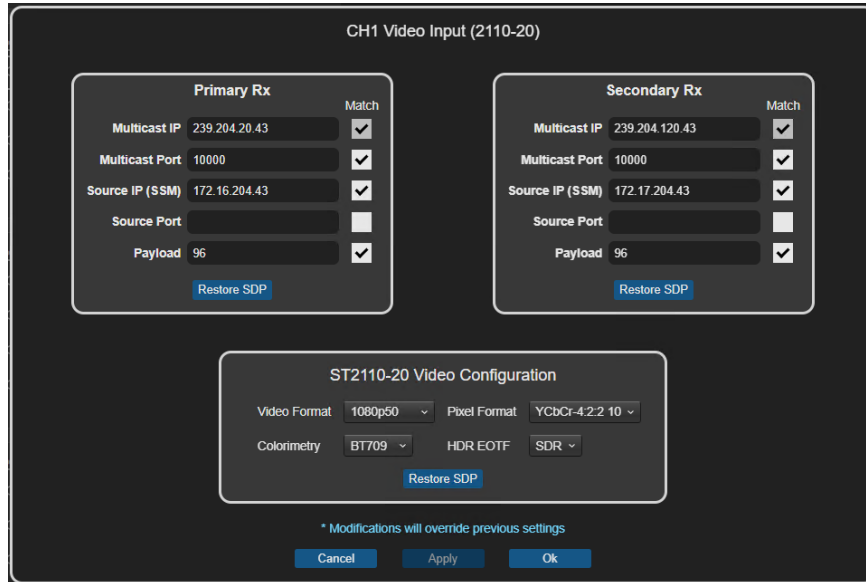 CH1 Video Input (2110-20)
Primary Rx
Match
Multicast IP 239.204.20.43
Multicast Port 10000
Source IP (SSM) 172.16.204.43
Source Port
Payload 96
Restore SDP
Secondary Rx
Match
Multicast IP 239.204.120.43
Multicast Port 10000
Source IP (SSM) 172.17.204.43
Source Port
Payload 96
Restore SDP
ST2110-20 Video Configuration
Video Format 1080p50 Pixel Format YCbCr-4:2:2 10
Colorimetry BT709 HDR EOTF SDR
Restore SDP
* Modifications will override previous settings
Cancel Apply Ok